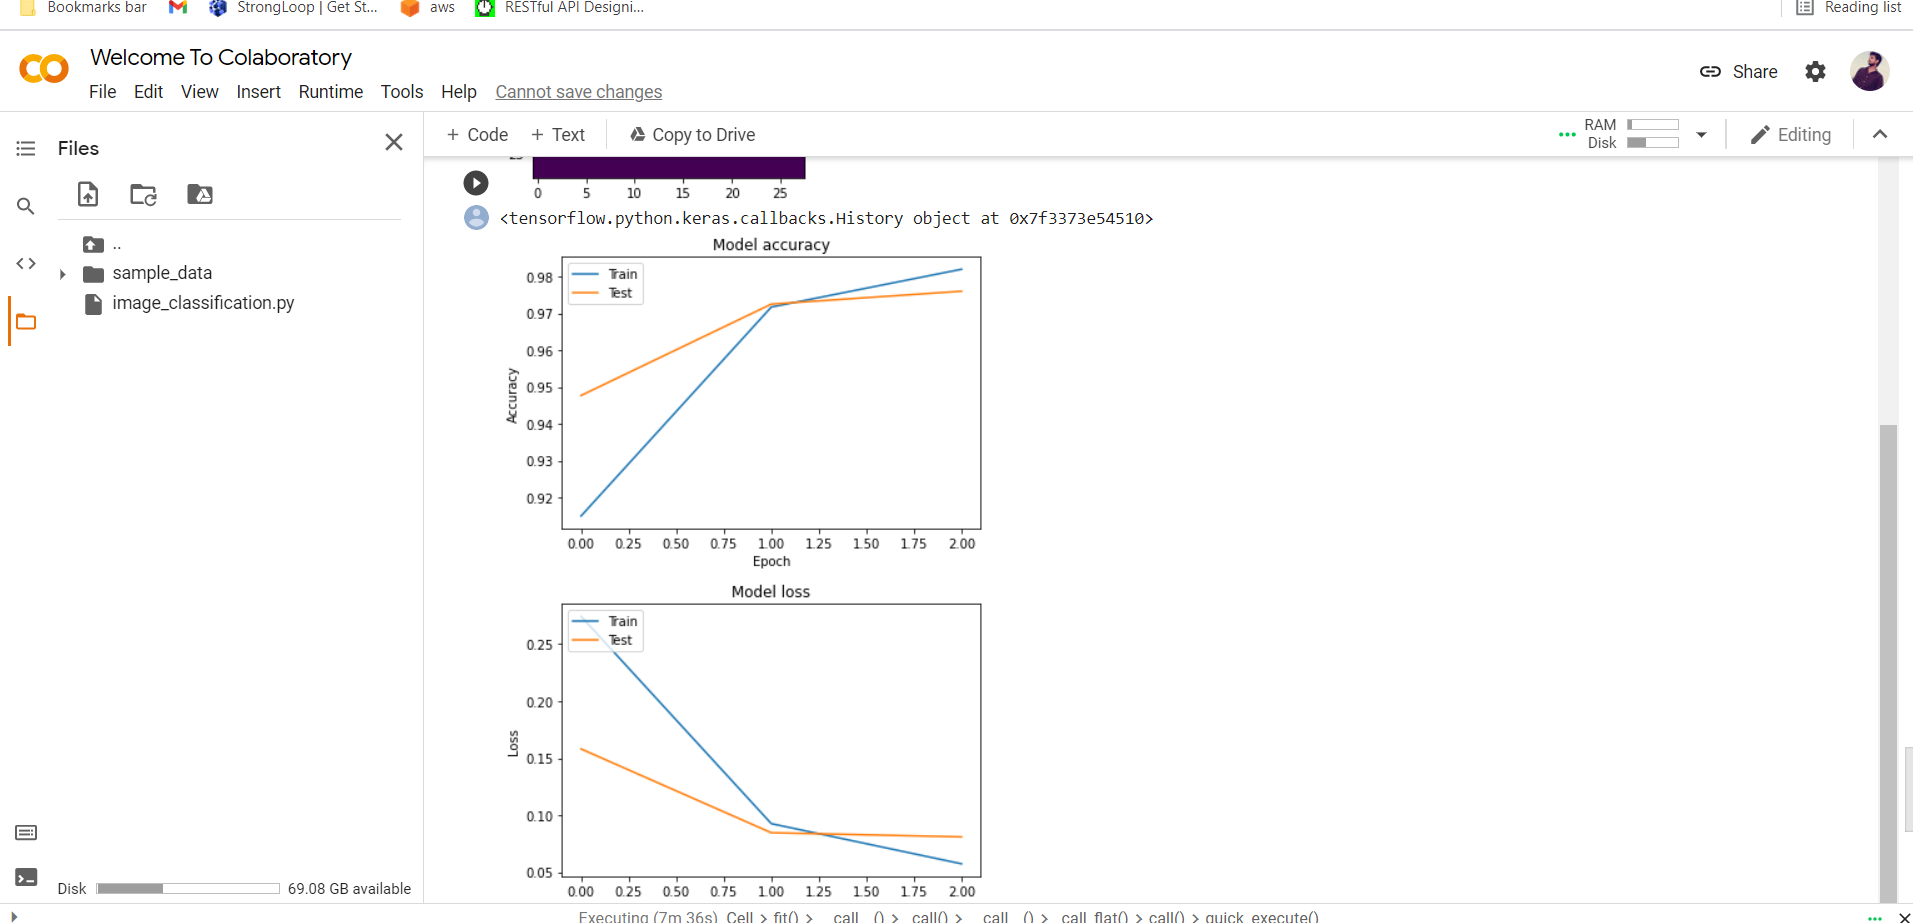 Bookmarks bar
StrongLoop | Get St...
aws
RESTful API Designi...
Reading list
Welcome To Colaboratory
Share
File Edit View Insert Runtime Tools Help Cannot save changes
Files
+ Code + Text Copy to Drive
RAM
Disk
Editing
..
sample_data
image_classification.py
0 5 10 15 20 25
<tensorflow.python.keras.callbacks.History object at 0x7f3373e54510>
Model accuracy
Train
Test
0.98
0.97
0.96
0.95
0.94
0.93
0.92
Accuracy
0.00 0.25 0.50 0.75 1.00 1.25 1.50 1.75 2.00
Epoch
Model loss
Train
Test
0.25
0.20
0.15
0.10
0.05
Loss
0.00 0.25 0.50 0.75 1.00 1.25 1.50 1.75 2.00
Disk 69.08 GB available
Executing (7m 36s) Cell > fit() > __call__() > _call() > __call__() > _call_flat() > call() > quick_execute()